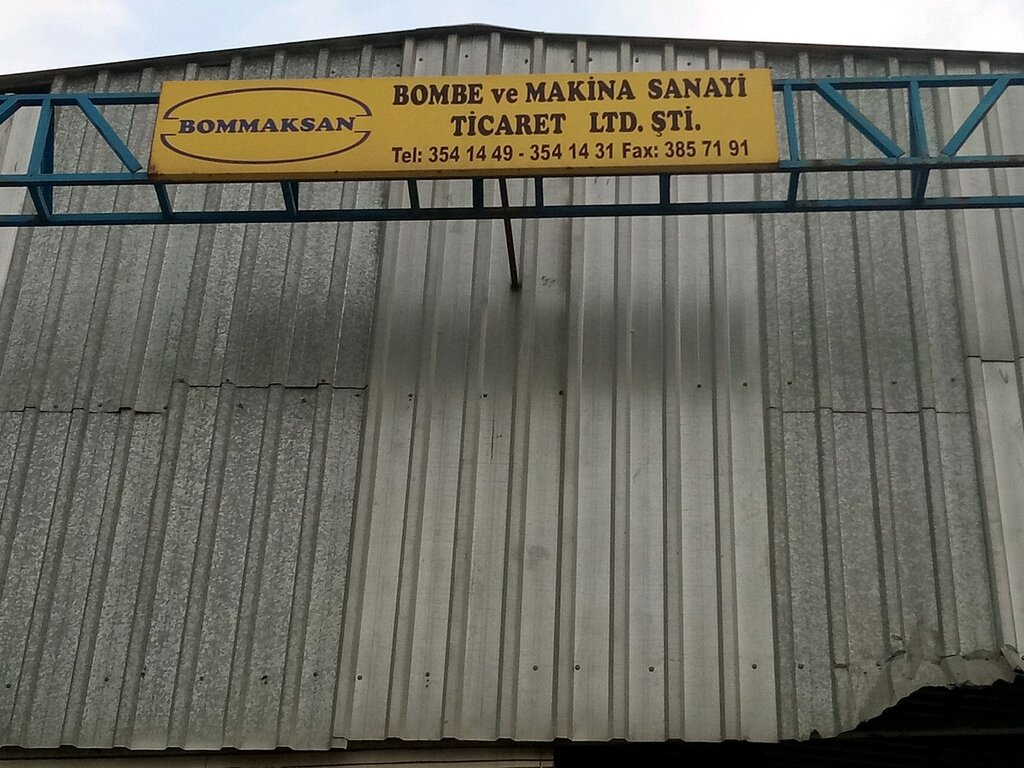 BOMMAKSAN
BOMBE ve MAKİNA SANAYİ
TİCARET LTD. ŞTİ.
Tel: 354 14 49 - 354 14 31 Fax: 385 71 91